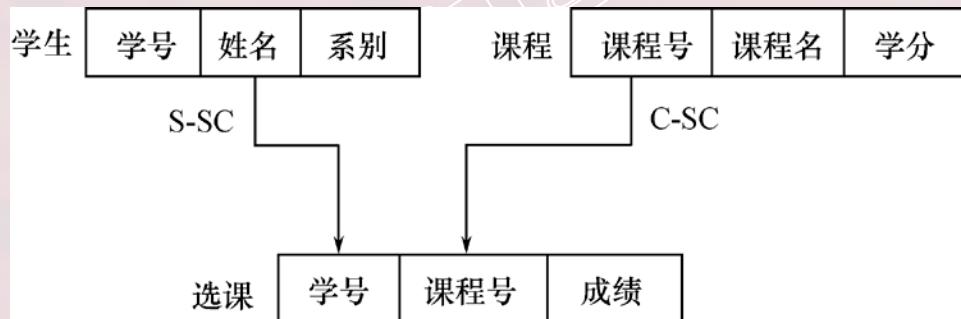 学生 学号 姓名 系别 课程 课程号 课程名 学分
S-SC C-SC
选课 学号 课程号 成绩